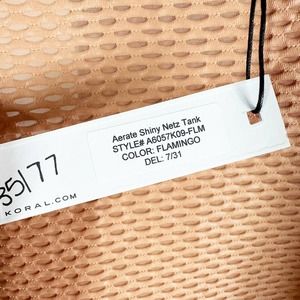 Aerate Shiny Netz Tank
STYLE# A6057K09-FLM
COLOR: FLAMINGO
DEL: 7/31
35/77
KORAL.COM